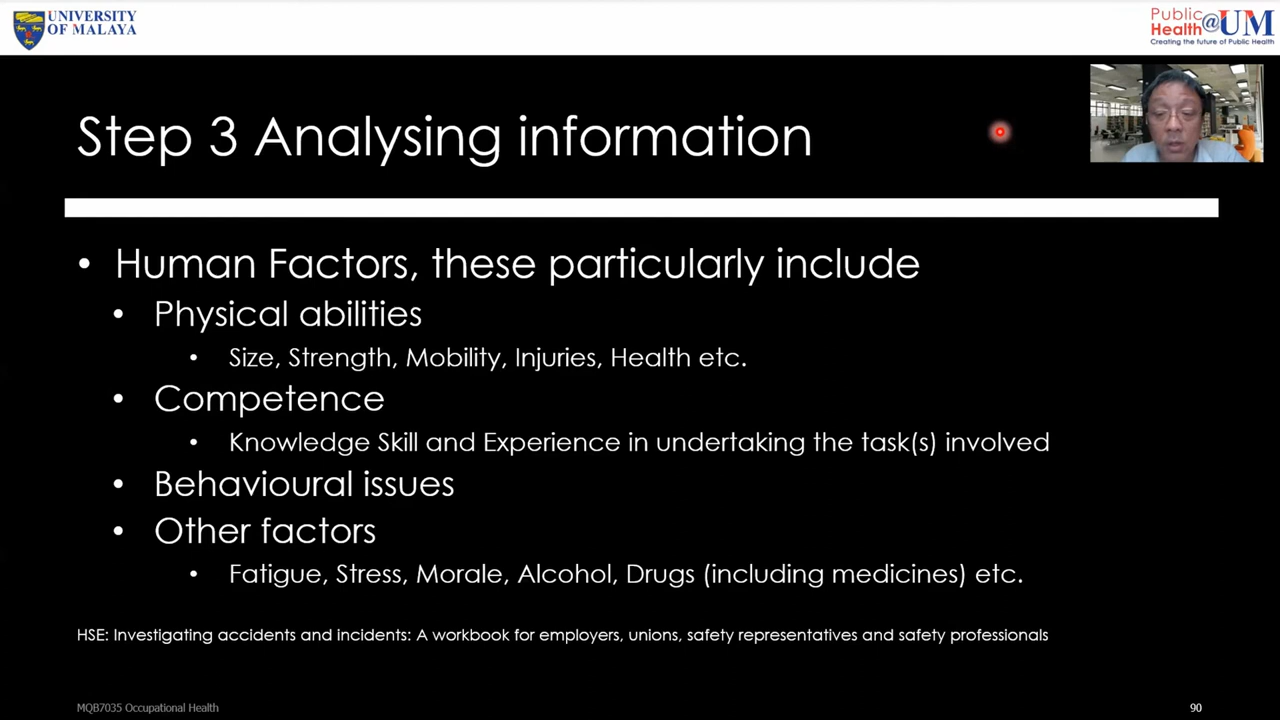 UNIVERSITY
OF MALAYA
Public
Health@UM
Creating the future of Public Health
Step 3 Analysing information
• Human Factors, these particularly include
• Physical abilities
• Size, Strength, Mobility, Injuries, Health etc.
• Competence
• Knowledge Skill and Experience in undertaking the task(s) involved
• Behavioural issues
• Other factors
• Fatigue, Stress, Morale, Alcohol, Drugs (including medicines) etc.
HSE: Investigating accidents and incidents: A workbook for employers, unions, safety representatives and safety professionals
MQB7035 Occupational Health
90